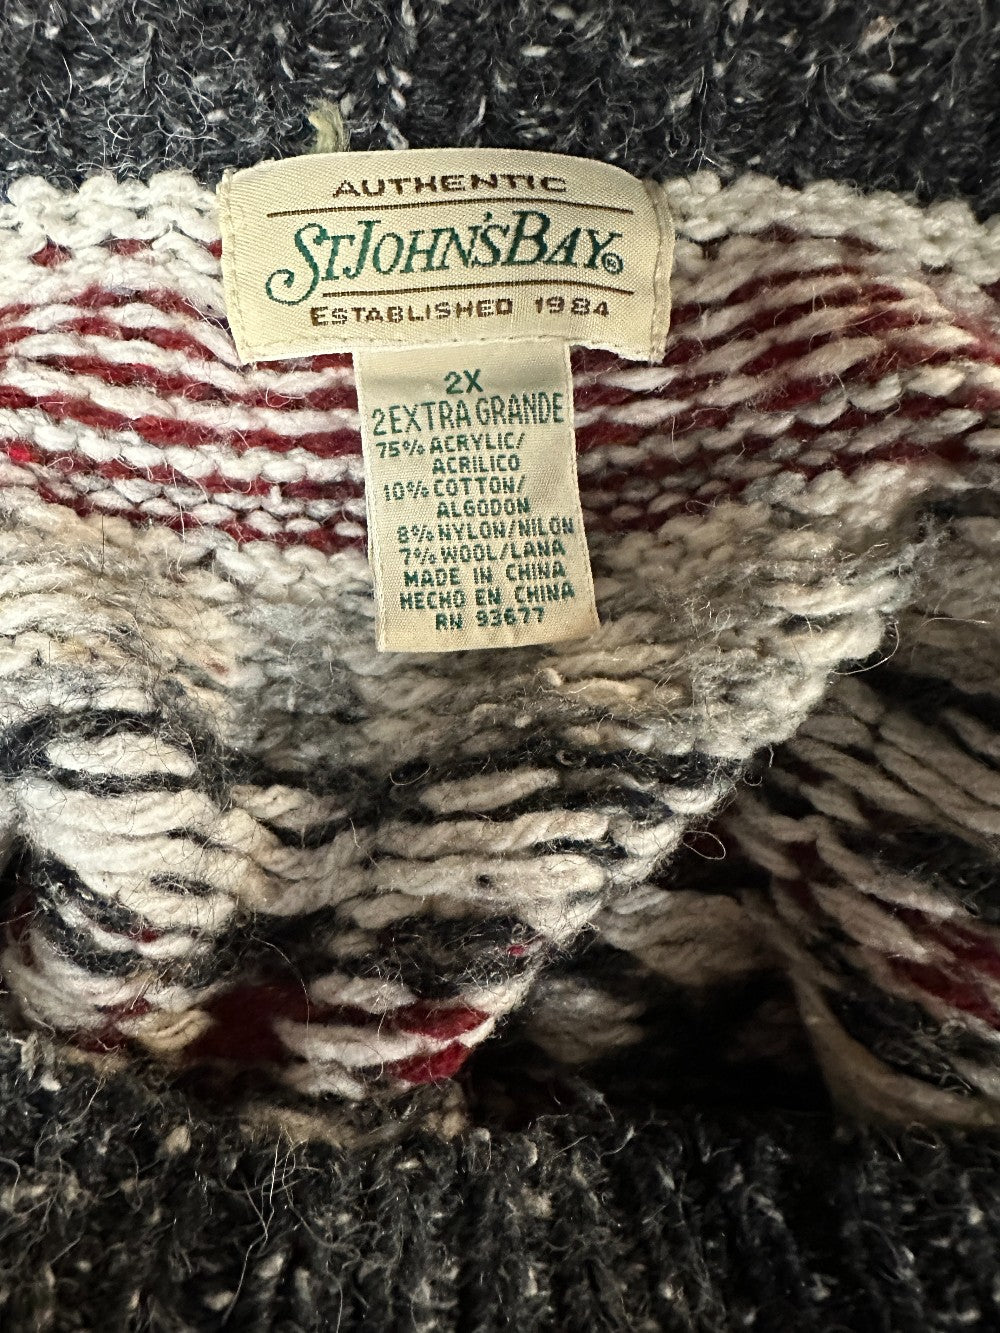 AUTHENTIC
ST. JOHN'S BAY®
ESTABLISHED 1984
2X
2EXTRA GRANDE
75% ACRYLIC/
ACRILICO
10% COTTON/
ALGODON
8% NYLON/NILON
7% WOOL/LANA
MADE IN CHINA
HECHO EN CHINA
RN 93677